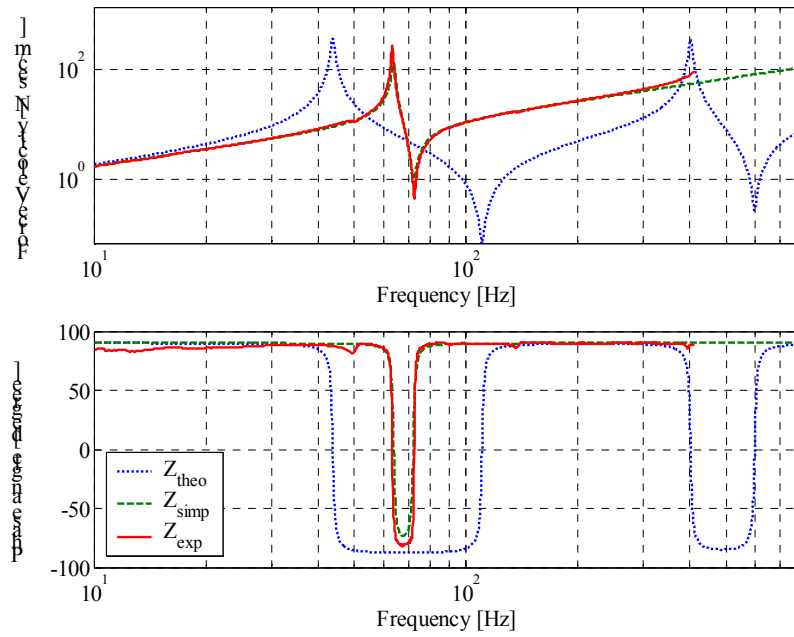 10²
10⁰
10¹
10²
Frequency [Hz]
100
50
0
-50
-100
Z_theo
Z_simp
Z_exp
10¹
10²
Frequency [Hz]